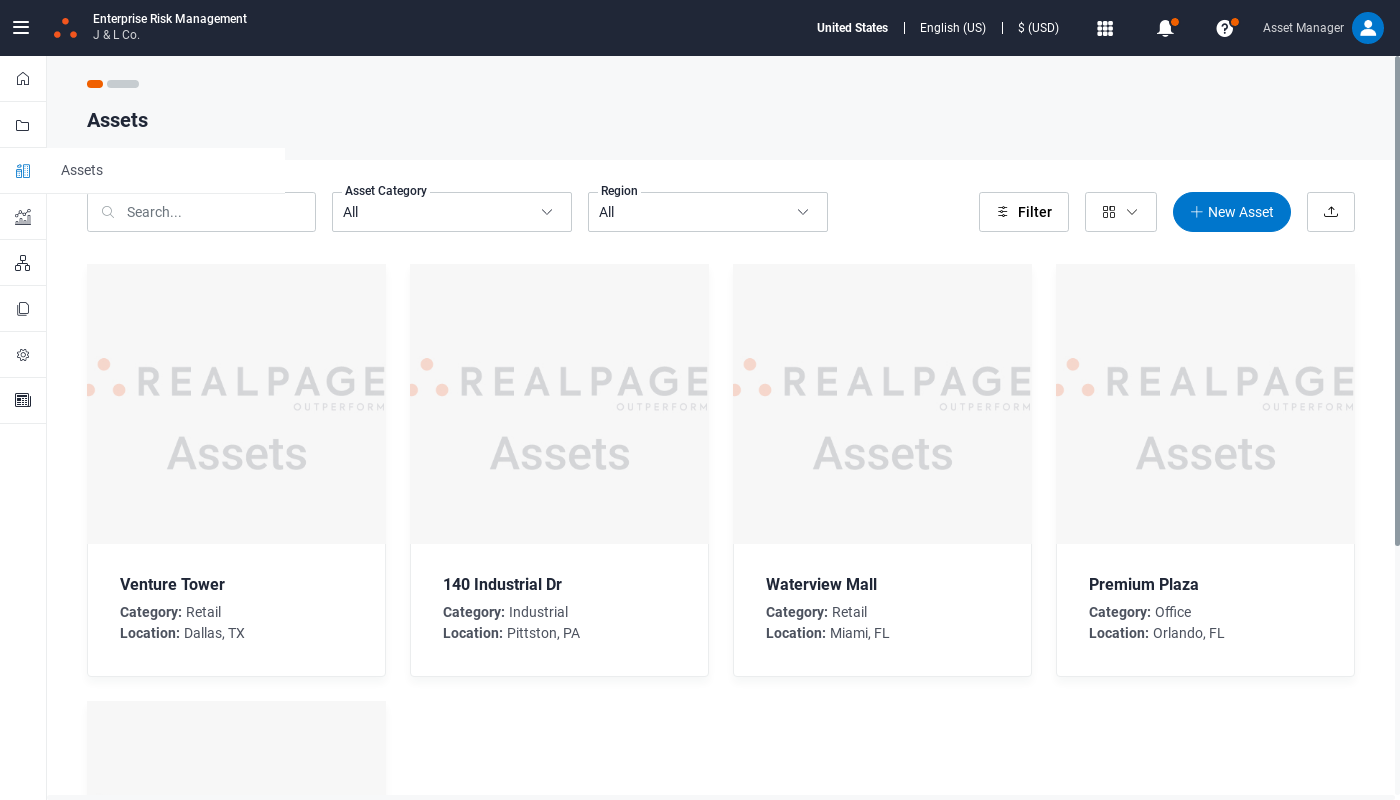 Enterprise Risk Management
J & L Co.
United States | English (US) | $ (USD)
Asset Manager
Assets
Assets
Search...
Asset Category
All
Region
All
Filter
New Asset
REALPAGE
OUTPERFORM
Assets
REALPAGE
OUTPERFORM
Assets
REALPAGE
OUTPERFORM
Assets
REALPAGE
OUTPERFORM
Assets
Venture Tower
Category: Retail
Location: Dallas, TX
140 Industrial Dr
Category: Industrial
Location: Pittston, PA
Waterview Mall
Category: Retail
Location: Miami, FL
Premium Plaza
Category: Office
Location: Orlando, FL